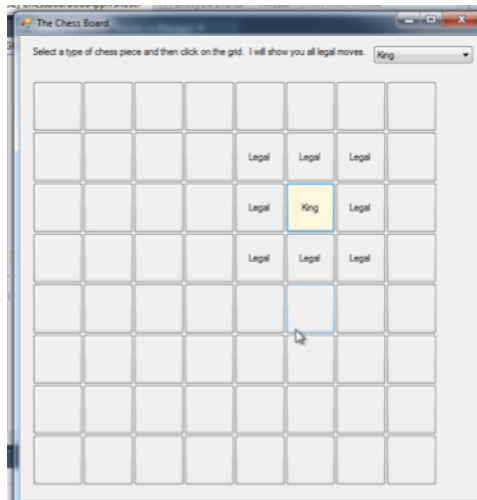 The Chess Board
Select a type of chess piece and then click on the grid. I will show you all legal moves. King
Legal Legal Legal
Legal King Legal
Legal Legal Legal